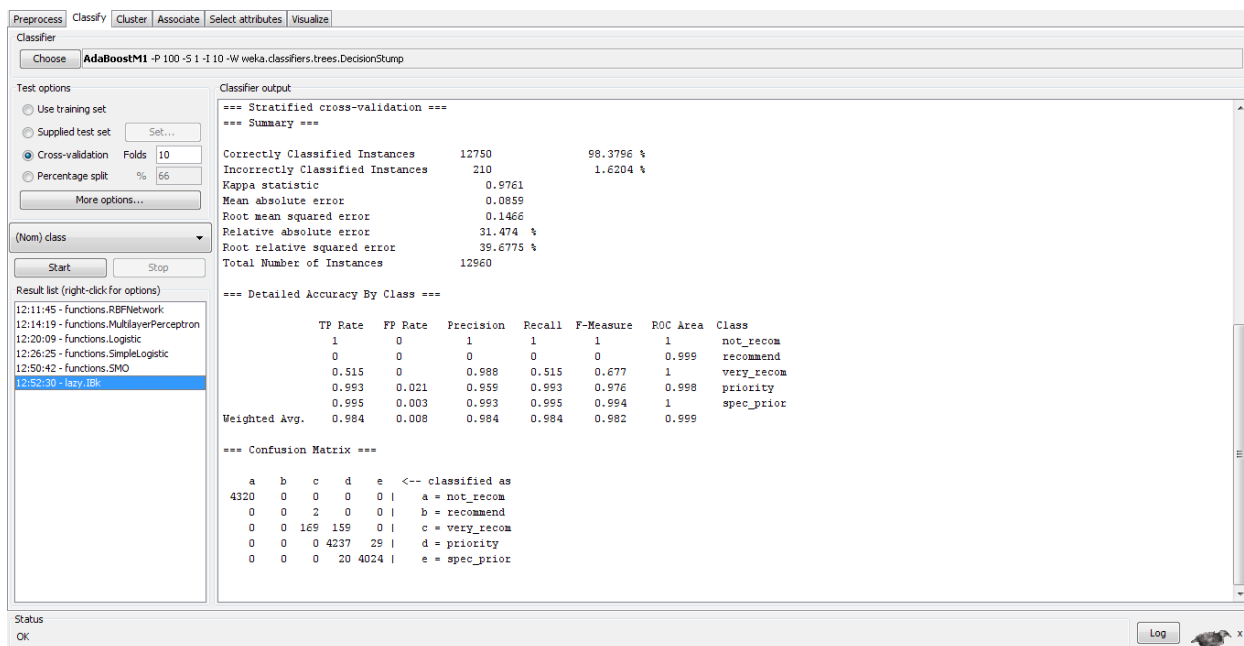 Preprocess Classify Cluster Associate Select attributes Visualize
Classifier
Choose AdaBoostM1 -P 100 -S 1 -I 10 -W weka.classifiers.trees.DecisionStump
Test options
Use training set
Supplied test set Set...
Cross-validation Folds 10
Percentage split % 66
More options...
(Nom) class
Start Stop
Result list (right-click for options)
12:11:45 - functions.RBFNetwork
12:14:19 - functions.MultilayerPerceptron
12:20:09 - functions.Logistic
12:26:25 - functions.SimpleLogistic
12:50:42 - functions.SMO
12:52:30 - lazy.IBk
Classifier output
=== Stratified cross-validation ===
=== Summary ===
Correctly Classified Instances 12750 98.3796 %
Incorrectly Classified Instances 210 1.6204 %
Kappa statistic 0.9761
Mean absolute error 0.0859
Root mean squared error 0.1466
Relative absolute error 31.474 %
Root relative squared error 39.6775 %
Total Number of Instances 12960
=== Detailed Accuracy By Class ===
TP Rate FP Rate Precision Recall F-Measure ROC Area Class
1 0 1 1 1 1 not_recom
0 0 0 0 0 0.999 recommend
0.515 0 0.988 0.515 0.677 1 very_recom
0.993 0.021 0.959 0.993 0.976 0.998 priority
0.995 0.003 0.993 0.995 0.994 1 spec_prior
Weighted Avg. 0.984 0.008 0.984 0.984 0.982 0.999
=== Confusion Matrix ===
a b c d e <-- classified as
4320 0 0 0 0 | a = not_recom
0 0 2 0 0 | b = recommend
0 0 169 159 0 | c = very_recom
0 0 0 4237 29 | d = priority
0 0 0 20 4024 | e = spec_prior
Status
OK
Log
x